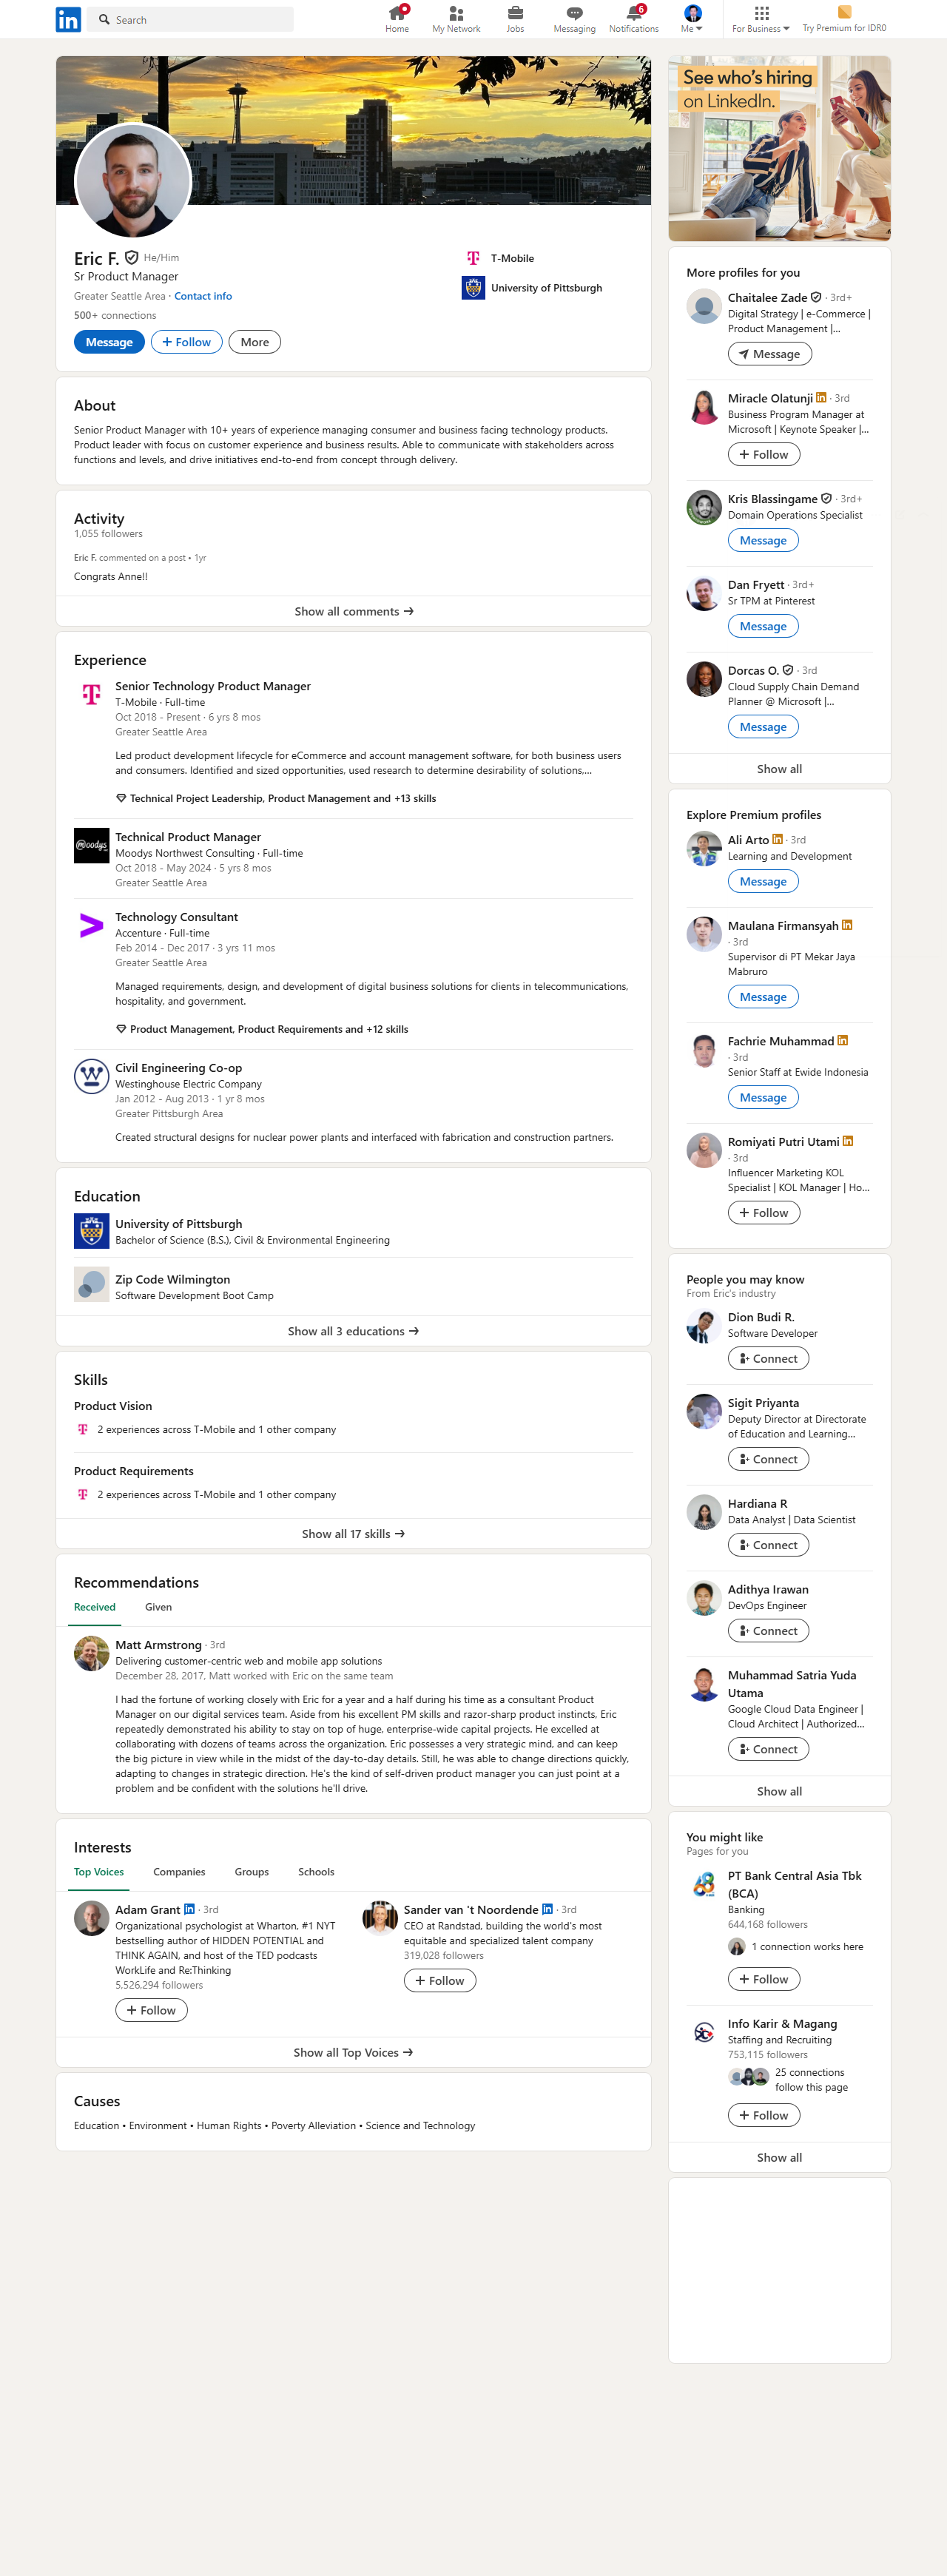 in
Search
Home
My Network
Jobs
Messaging
6
Notifications
Me
For Business
Try Premium for IDR0
Eric F. He/Him
Sr Product Manager
Greater Seattle Area · Contact info
500+ connections
Message
+ Follow
More
T-Mobile
University of Pittsburgh
About
Senior Product Manager with 10+ years of experience managing consumer and business facing technology products.
Product leader with focus on customer experience and business results. Able to communicate with stakeholders across
functions and levels, and drive initiatives end-to-end from concept through delivery.
Activity
1,055 followers
Eric F. commented on a post • 1yr
Congrats Anne!!
Show all comments →
Experience
Senior Technology Product Manager
T-Mobile · Full-time
Oct 2018 - Present · 6 yrs 8 mos
Greater Seattle Area
Led product development lifecycle for eCommerce and account management software, for both business users
and consumers. Identified and sized opportunities, used research to determine desirability of solutions,...
Technical Project Leadership, Product Management and +13 skills
moodys_
Technical Product Manager
Moodys Northwest Consulting · Full-time
Oct 2018 - May 2024 · 5 yrs 8 mos
Greater Seattle Area
Technology Consultant
Accenture · Full-time
Feb 2014 - Dec 2017 · 3 yrs 11 mos
Greater Seattle Area
Managed requirements, design, and development of digital business solutions for clients in telecommunications,
hospitality, and government.
Product Management, Product Requirements and +12 skills
Civil Engineering Co-op
Westinghouse Electric Company
Jan 2012 - Aug 2013 · 1 yr 8 mos
Greater Pittsburgh Area
Created structural designs for nuclear power plants and interfaced with fabrication and construction partners.
Education
University of Pittsburgh
Bachelor of Science (B.S.), Civil & Environmental Engineering
Zip Code Wilmington
Software Development Boot Camp
Show all 3 educations →
Skills
Product Vision
2 experiences across T-Mobile and 1 other company
Product Requirements
2 experiences across T-Mobile and 1 other company
Show all 17 skills →
Recommendations
Received
Given
Matt Armstrong · 3rd
Delivering customer-centric web and mobile app solutions
December 28, 2017, Matt worked with Eric on the same team
I had the fortune of working closely with Eric for a year and a half during his time as a consultant Product
Manager on our digital services team. Aside from his excellent PM skills and razor-sharp product instincts, Eric
repeatedly demonstrated his ability to stay on top of huge, enterprise-wide capital projects. He excelled at
collaborating with dozens of teams across the organization. Eric possesses a very strategic mind, and can keep
the big picture in view while in the midst of the day-to-day details. Still, he was able to change directions quickly,
adapting to changes in strategic direction. He's the kind of self-driven product manager you can just point at a
problem and be confident with the solutions he'll drive.
Interests
Top Voices
Companies
Groups
Schools
Adam Grant in · 3rd
Organizational psychologist at Wharton, #1 NYT
bestselling author of HIDDEN POTENTIAL and
THINK AGAIN, and host of the TED podcasts
WorkLife and Re:Thinking
5,526,294 followers
+ Follow
Sander van 't Noordende in · 3rd
CEO at Randstad, building the world's most
equitable and specialized talent company
319,028 followers
+ Follow
Show all Top Voices →
Causes
Education • Environment • Human Rights • Poverty Alleviation • Science and Technology
See who's hiring
on LinkedIn.
More profiles for you
Chaitalee Zade · 3rd+
Digital Strategy | e-Commerce |
Product Management |...
Message
Miracle Olatunji in · 3rd
Business Program Manager at
Microsoft | Keynote Speaker |...
+ Follow
Kris Blassingame · 3rd+
Domain Operations Specialist
Message
Dan Fryett · 3rd+
Sr TPM at Pinterest
Message
Dorcas O. · 3rd
Cloud Supply Chain Demand
Planner @ Microsoft |...
Message
Show all
Explore Premium profiles
Ali Arto in · 3rd
Learning and Development
Message
Maulana Firmansyah in
· 3rd
Supervisor di PT Mekar Jaya
Mabruro
Message
Fachrie Muhammad in
· 3rd
Senior Staff at Ewide Indonesia
Message
Romiyati Putri Utami in
· 3rd
Influencer Marketing KOL
Specialist | KOL Manager | Ho...
+ Follow
People you may know
From Eric's industry
Dion Budi R.
Software Developer
Connect
Sigit Priyanta
Deputy Director at Directorate
of Education and Learning...
Connect
Hardiana R
Data Analyst | Data Scientist
Connect
Adithya Irawan
DevOps Engineer
Connect
Muhammad Satria Yuda
Utama
Google Cloud Data Engineer |
Cloud Architect | Authorized...
Connect
Show all
You might like
Pages for you
PT Bank Central Asia Tbk
(BCA)
Banking
644,168 followers
1 connection works here
+ Follow
Info Karir & Magang
Staffing and Recruiting
753,115 followers
25 connections
follow this page
+ Follow
Show all